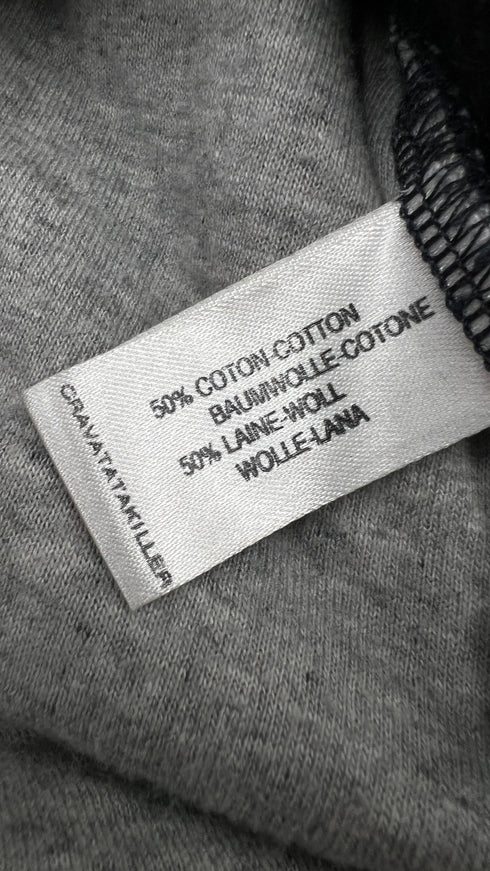 50% COTON-COTTON
BAUMWOLLE-COTONE
50% LAINE-WOLL
WOLLE-LANA
CRAVATATAKILLER